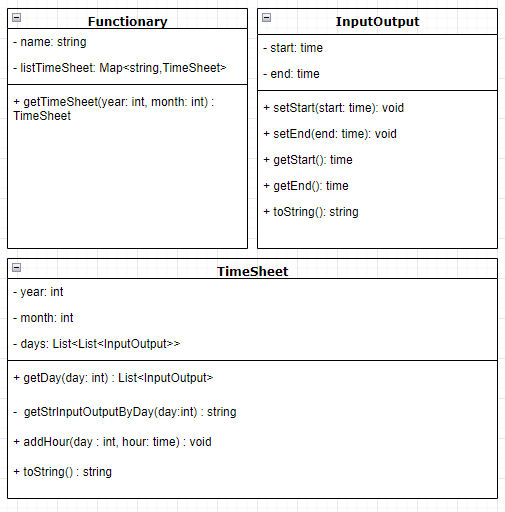 Functionary
- name: string
- listTimeSheet: Map<string,TimeSheet>
+ getTimeSheet(year: int, month: int) :
TimeSheet
InputOutput
- start: time
- end: time
+ setStart(start: time): void
+ setEnd(end: time): void
+ getStart(): time
+ getEnd(): time
+ toString(): string
TimeSheet
- year: int
- month: int
- days: List<List<InputOutput>>
+ getDay(day: int) : List<InputOutput>
- getStrInputOutputByDay(day:int) : string
+ addHour(day : int, hour: time) : void
+ toString() : string